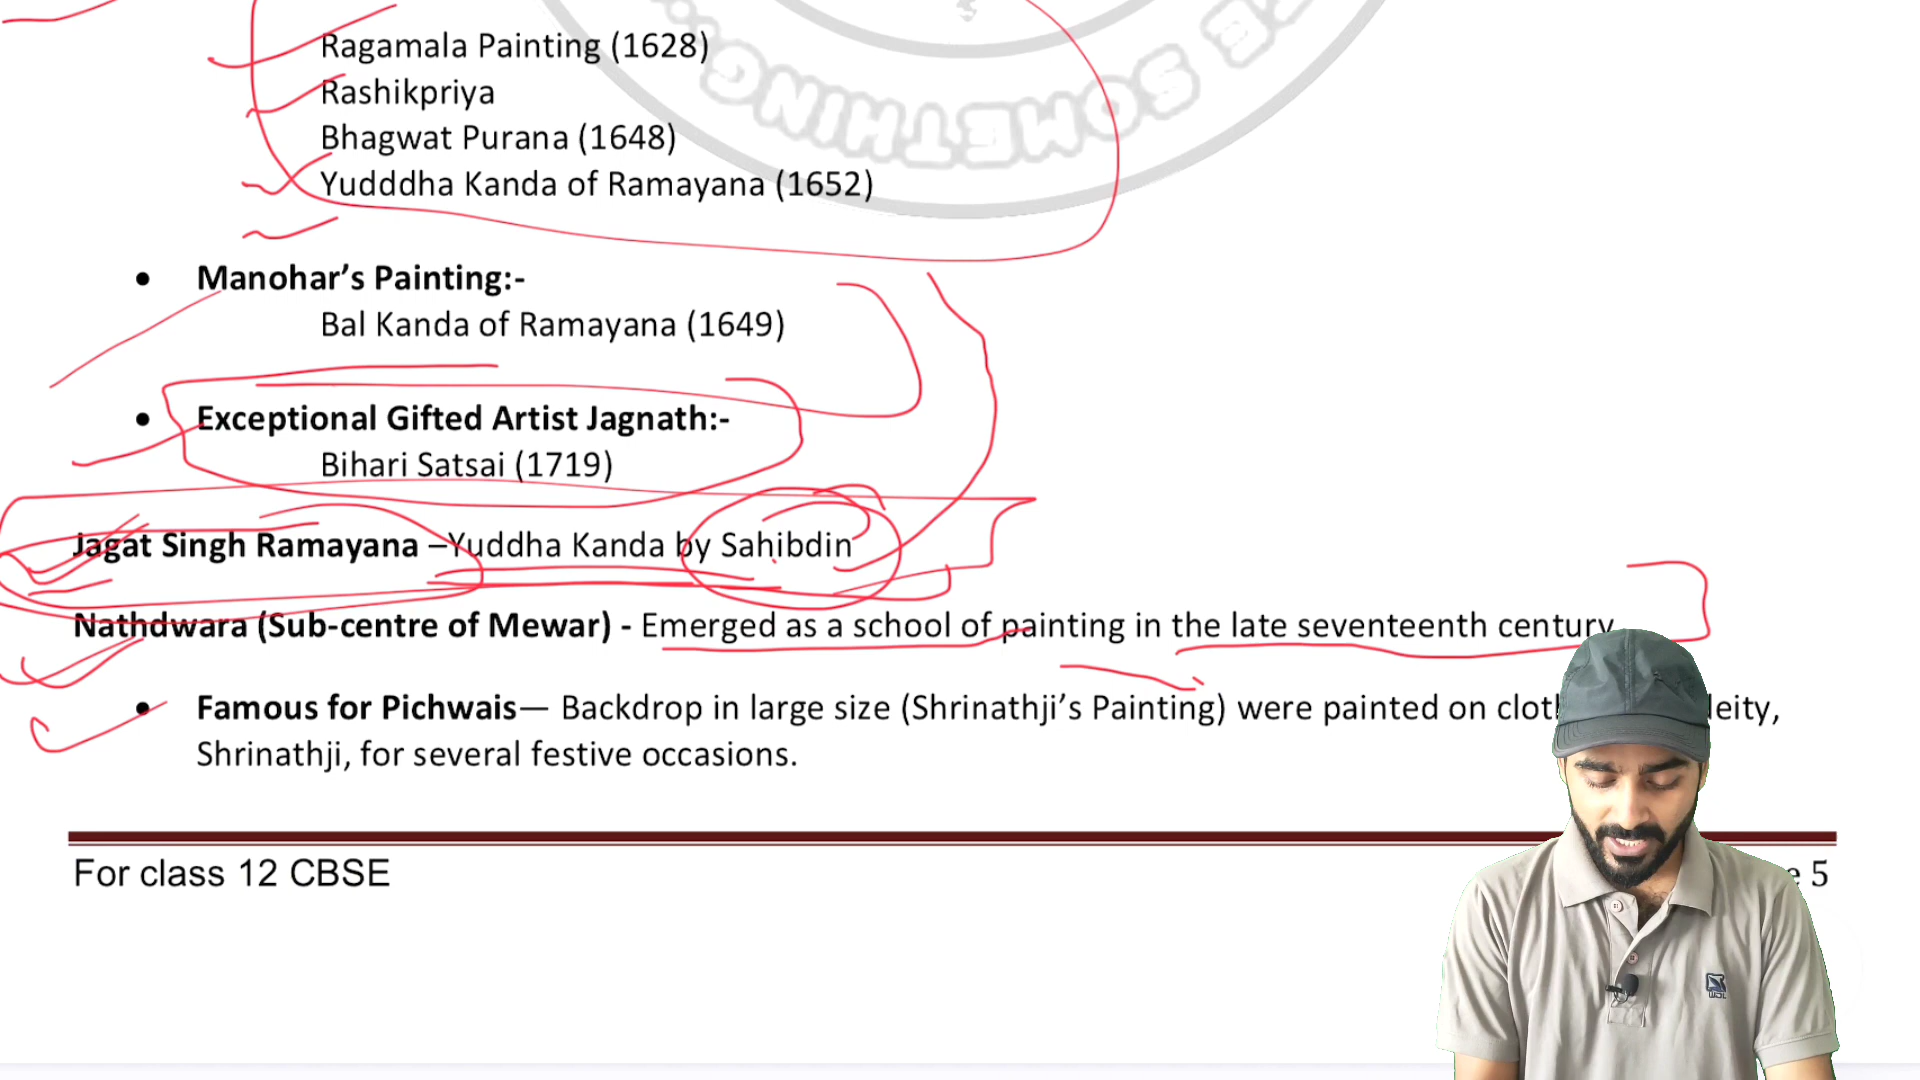 Ragamala Painting (1628)
Rashikpriya
Bhagwat Purana (1648)
Yudddha Kanda of Ramayana (1652)
• Manohar’s Painting:-
Bal Kanda of Ramayana (1649)
• Exceptional Gifted Artist Jagnath:-
Bihari Satsai (1719)
Jagat Singh Ramayana –Yuddha Kanda by Sahibdin
Nathdwara (Sub-centre of Mewar) - Emerged as a school of painting in the late seventeenth century
• Famous for Pichwais— Backdrop in large size (Shrinathji’s Painting) were painted on
Shrinathji, for several festive occasions.
For class 12 CBSE
5
SOMETHING